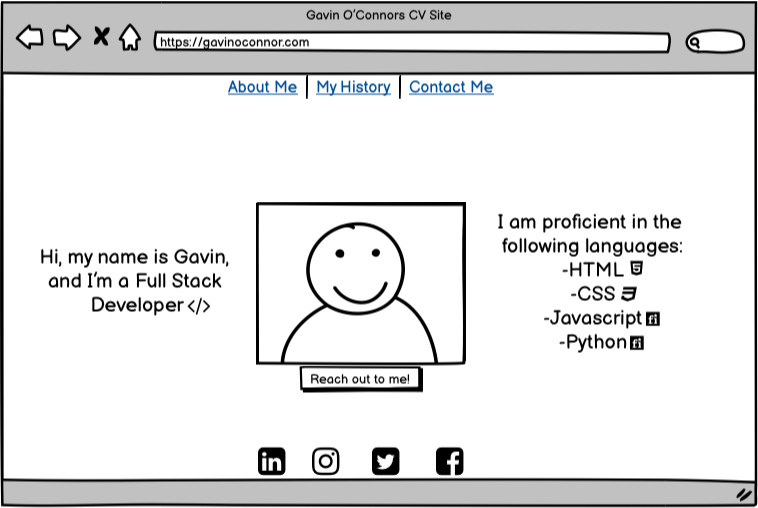 Gavin O'Connors CV Site
https://gavinoconnor.com
About Me | My History | Contact Me
Hi, my name is Gavin,
and I'm a Full Stack
Developer </>
I am proficient in the
following languages:
-HTML
-CSS
-Javascript
-Python
Reach out to me!